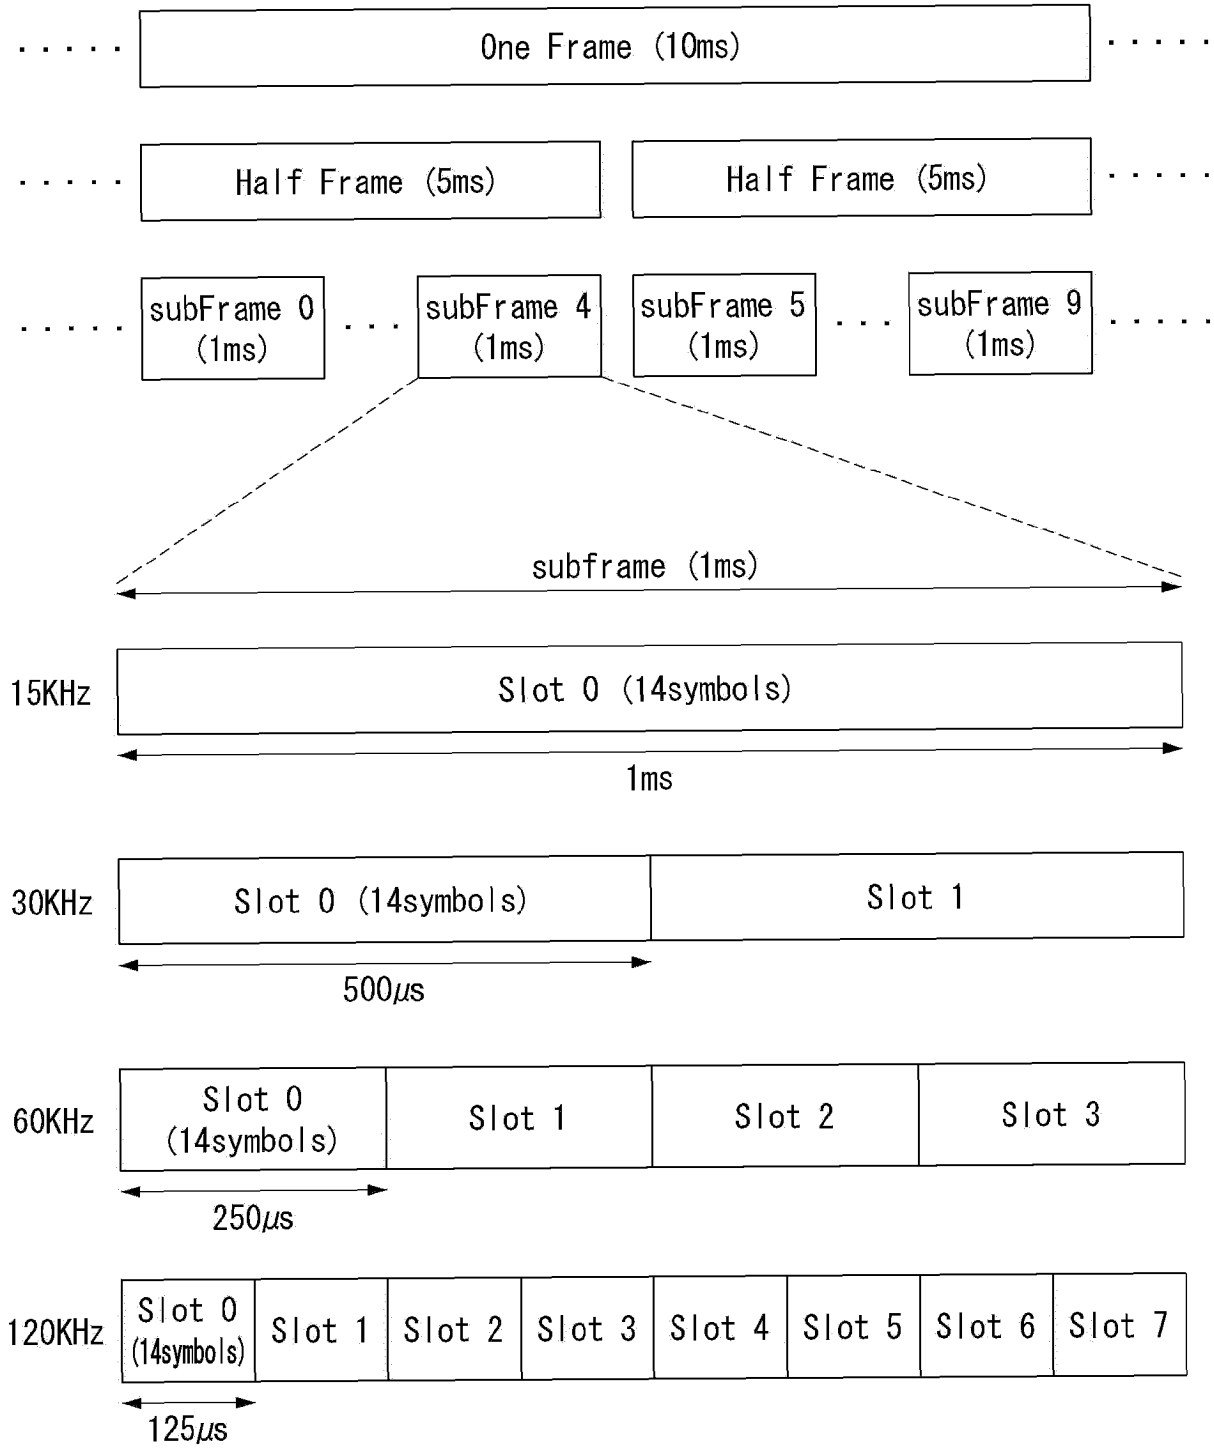 One Frame (10ms)
Half Frame (5ms)
Half Frame (5ms)
subFrame 0
(1ms)
subFrame 4
(1ms)
subFrame 5
(1ms)
subFrame 9
(1ms)
subframe (1ms)
15KHz
Slot 0 (14symbols)
1ms
30KHz
Slot 0 (14symbols)
Slot 1
500μs
60KHz
Slot 0
(14symbols)
Slot 1
Slot 2
Slot 3
250μs
120KHz
Slot 0
(14symbols)
Slot 1
Slot 2
Slot 3
Slot 4
Slot 5
Slot 6
Slot 7
125μs